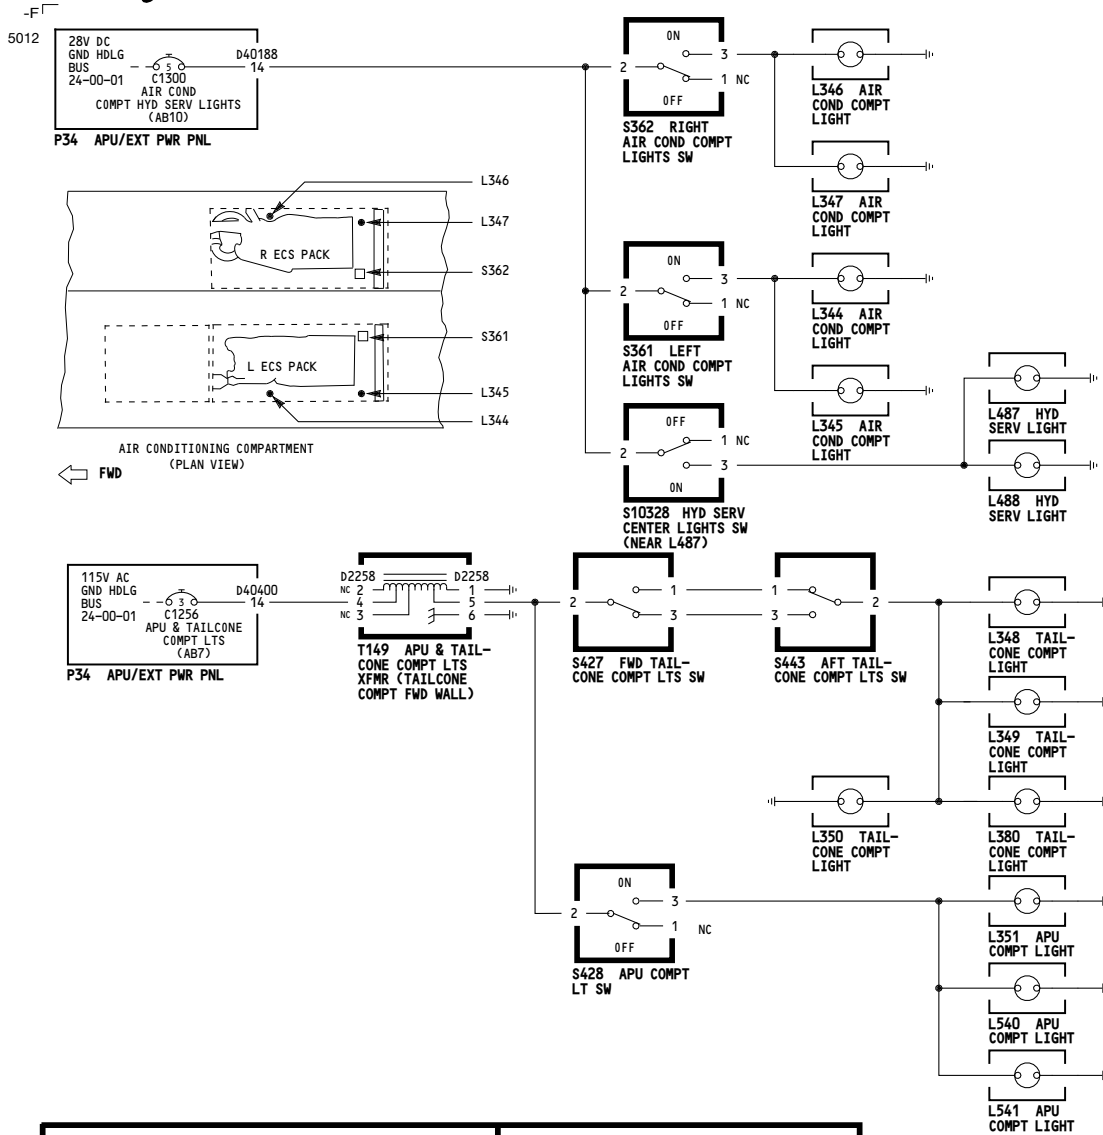 -F
5012
28V DC
GND HDLG
BUS
24-00-01
5
C1300
AIR COND
COMPT HYD SERV LIGHTS
(AB10)
D40188
14
P34 APU/EXT PWR PNL
ON
2
3
1 NC
OFF
S362 RIGHT
AIR COND COMPT
LIGHTS SW
L346 AIR
COND COMPT
LIGHT
L347 AIR
COND COMPT
LIGHT
L346
L347
R ECS PACK
S362
S361
L ECS PACK
L345
L344
AIR CONDITIONING COMPARTMENT
(PLAN VIEW)
FWD
ON
2
3
1 NC
OFF
S361 LEFT
AIR COND COMPT
LIGHTS SW
L344 AIR
COND COMPT
LIGHT
L345 AIR
COND COMPT
LIGHT
OFF
1 NC
2
3
ON
S10328 HYD SERV
CENTER LIGHTS SW
(NEAR L487)
L487 HYD
SERV LIGHT
L488 HYD
SERV LIGHT
115V AC
GND HDLG
BUS
24-00-01
3
C1256
APU & TAILCONE
COMPT LTS
(AB7)
D40400
14
P34 APU/EXT PWR PNL
D2258 D2258
NC 2 1
4 5
NC 3 6
T149 APU & TAIL-
CONE COMPT LTS
XFMR (TAILCONE
COMPT FWD WALL)
2
1
3
S427 FWD TAIL-
CONE COMPT LTS SW
1
3
2
S443 AFT TAIL-
CONE COMPT LTS SW
L348 TAIL-
CONE COMPT
LIGHT
L349 TAIL-
CONE COMPT
LIGHT
L350 TAIL-
CONE COMPT
LIGHT
L380 TAIL-
CONE COMPT
LIGHT
ON
2
3
1 NC
OFF
S428 APU COMPT
LT SW
L351 APU
COMPT LIGHT
L540 APU
COMPT LIGHT
L541 APU
COMPT LIGHT